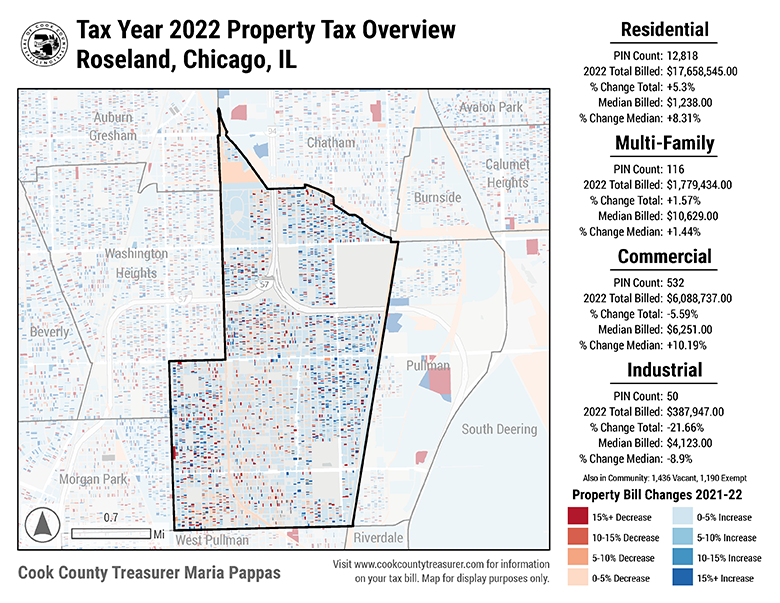 Tax Year 2022 Property Tax Overview
Roseland, Chicago, IL
Auburn
Gresham
Avalon Park
Chatham
Calumet
Heights
Burnside
Washington
Heights
57
Beverly
Pullman
South Deering
Morgan Park
West Pullman
Riverdale
0.7
Mi
Cook County Treasurer Maria Pappas
Visit www.cookcountytreasurer.com for information
on your tax bill. Map for display purposes only.
Residential
PIN Count: 12,818
2022 Total Billed: $17,658,545.00
% Change Total: +5.3%
Median Billed: $1,238.00
% Change Median: +8.31%
Multi-Family
PIN Count: 116
2022 Total Billed: $1,779,434.00
% Change Total: +1.57%
Median Billed: $10,629.00
% Change Median: +1.44%
Commercial
PIN Count: 532
2022 Total Billed: $6,088,737.00
% Change Total: -5.59%
Median Billed: $6,251.00
% Change Median: +10.19%
Industrial
PIN Count: 50
2022 Total Billed: $387,947.00
% Change Total: -21.66%
Median Billed: $4,123.00
% Change Median: -8.9%
Also in Community: 1,436 Vacant, 1,190 Exempt
Property Bill Changes 2021-22
15%+ Decrease
10-15% Decrease
5-10% Decrease
0-5% Decrease
0-5% Increase
5-10% Increase
10-15% Increase
15%+ Increase